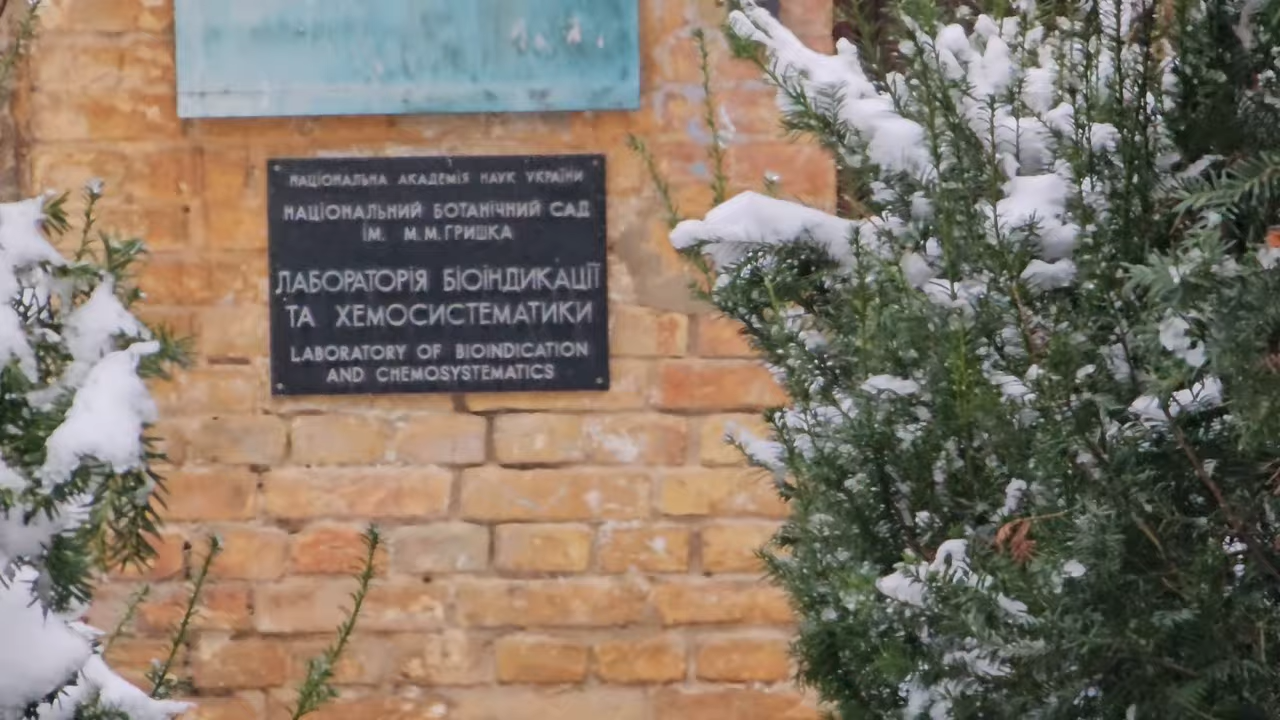 НАЦІОНАЛЬНА АКАДЕМІЯ НАУК УКРАЇНИ
НАЦІОНАЛЬНИЙ БОТАНІЧНИЙ САД
ІМ. М.М.ГРИШКА
ЛАБОРАТОРІЯ БІОІНДИКАЦІЇ
ТА ХЕМОСИСТЕМАТИКИ
LABORATORY OF BIOINDICATION
AND CHEMOSYSTEMATICS